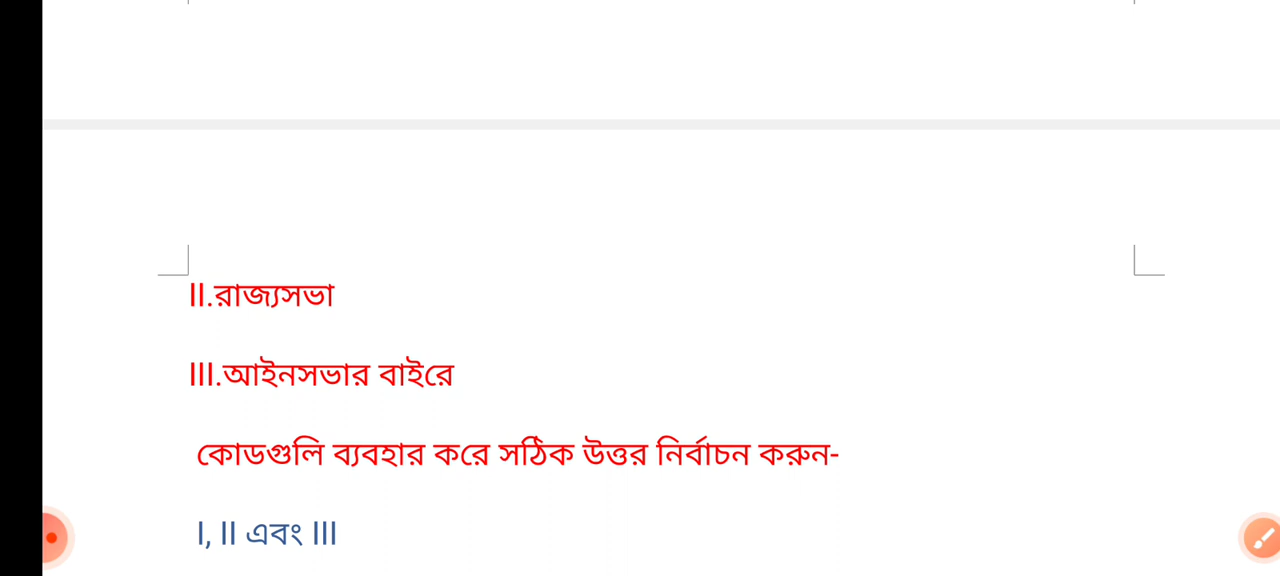 II.রাজ্যসভা
III.আইনসভার বাইরে
কোডগুলি ব্যবহার করে সঠিক উত্তর নির্বাচন করুন-
I, II এবং III